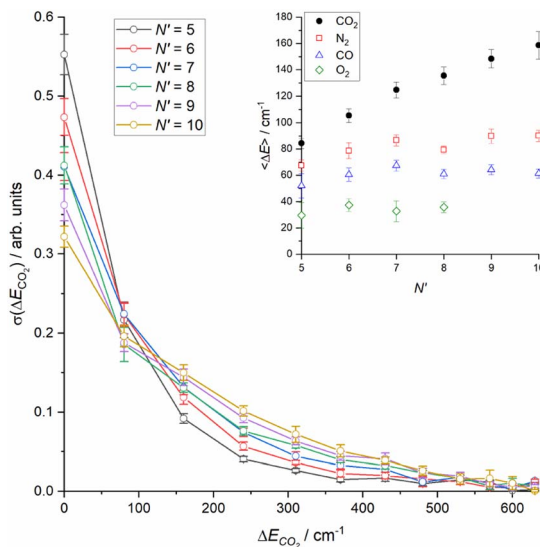 N' = 5
N' = 6
N' = 7
N' = 8
N' = 9
N' = 10
CO₂
N₂
CO
O₂
180
160
140
120
100
80
60
40
20
0
<ΔE> / cm⁻¹
5 6 7 8 9 10
N'
0.6
0.5
0.4
0.3
0.2
0.1
0.0
σ(ΔE_CO₂) / arb. units
0 100 200 300 400 500 600
ΔE_CO₂ / cm⁻¹